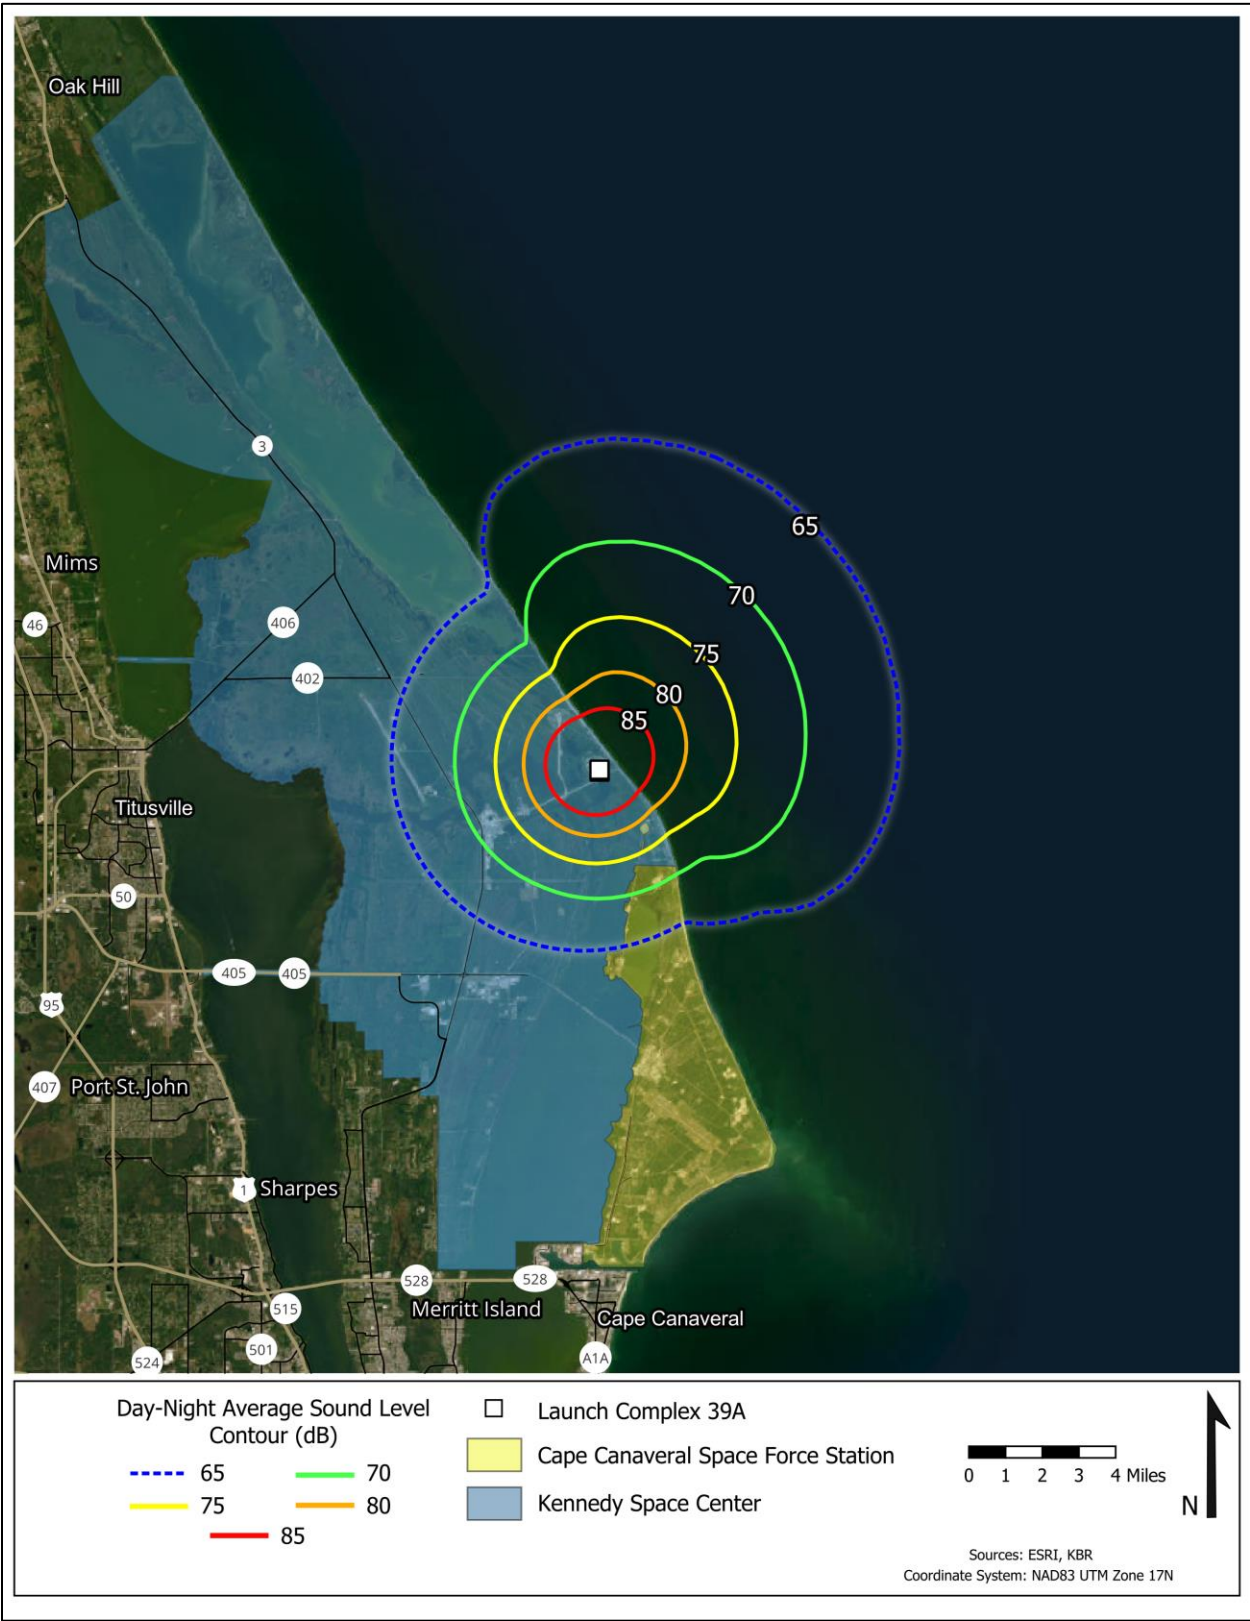 Oak Hill
3
65
Mims
70
46
406
75
402
80
85
Titusville
50
405
405
95
407
Port St. John
1
Sharpes
528
528
Merritt Island
515
Cape Canaveral
501
A1A
524
Day-Night Average Sound Level
Contour (dB)
65
70
75
80
85
Launch Complex 39A
Cape Canaveral Space Force Station
Kennedy Space Center
0 1 2 3 4 Miles
N
Sources: ESRI, KBR
Coordinate System: NAD83 UTM Zone 17N